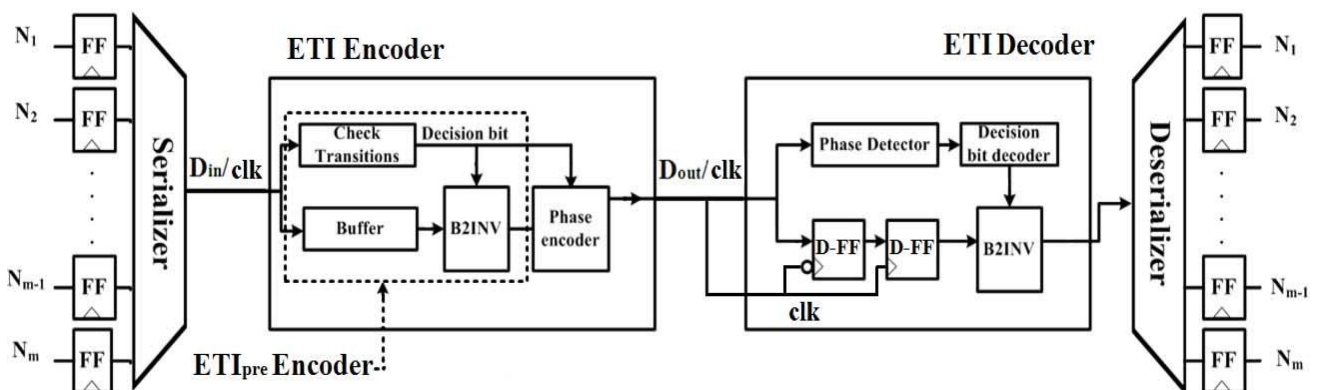 N1
FF
N2
FF
Nm-1
FF
Nm
FF
Serializer
Din/clk
ETI Encoder
Check
Transitions
Decision bit
Buffer
B2INV
Phase
encoder
ETIpre Encoder
Dout/clk
ETI Decoder
Phase Detector
Decision
bit decoder
D-FF
D-FF
B2INV
clk
Deserializer
FF
N1
FF
N2
FF
Nm-1
FF
Nm